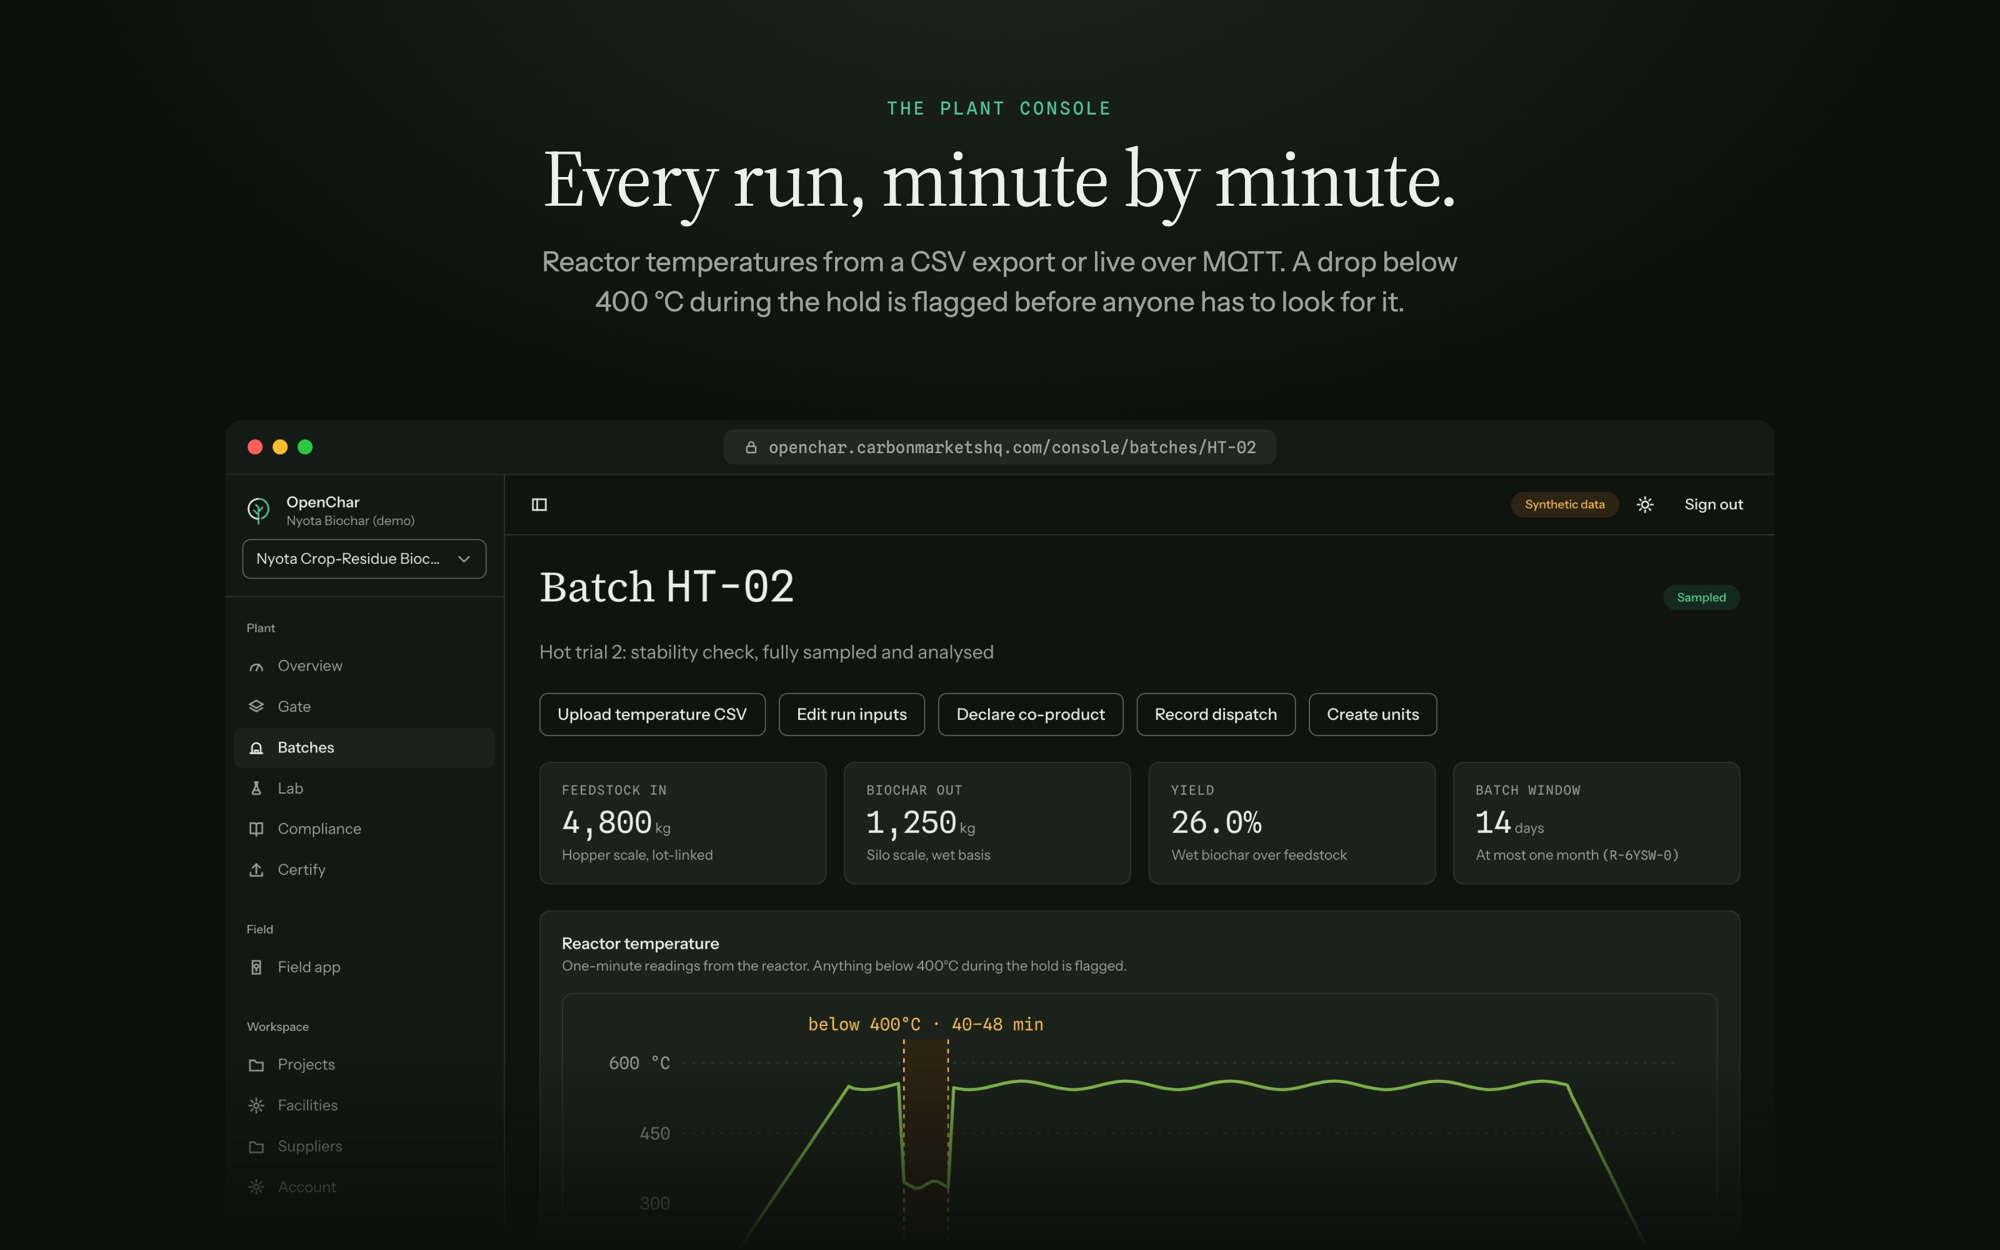 THE PLANT CONSOLE
Every run, minute by minute.
Reactor temperatures from a CSV export or live over MQTT. A drop below
400 °C during the hold is flagged before anyone has to look for it.
openchar.carbonmarketshq.com/console/batches/HT-02
OpenChar
Nyota Biochar (demo)
Nyota Crop-Residue Bioc...
Plant
Overview
Gate
Batches
Lab
Compliance
Certify
Field
Field app
Workspace
Projects
Facilities
Suppliers
Account
Synthetic data
Sign out
Batch HT-02
Sampled
Hot trial 2: stability check, fully sampled and analysed
Upload temperature CSV
Edit run inputs
Declare co-product
Record dispatch
Create units
FEEDSTOCK IN
4,800 kg
Hopper scale, lot-linked
BIOCHAR OUT
1,250 kg
Silo scale, wet basis
YIELD
26.0%
Wet biochar over feedstock
BATCH WINDOW
14 days
At most one month (R-6YSW-0)
Reactor temperature
One-minute readings from the reactor. Anything below 400°C during the hold is flagged.
below 400°C · 40–48 min
600 °C
450
300